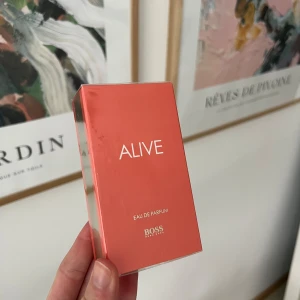 RDIN
RÊVES DE PIVOINE
ALIVE
EAU DE PARFUM
BOSS